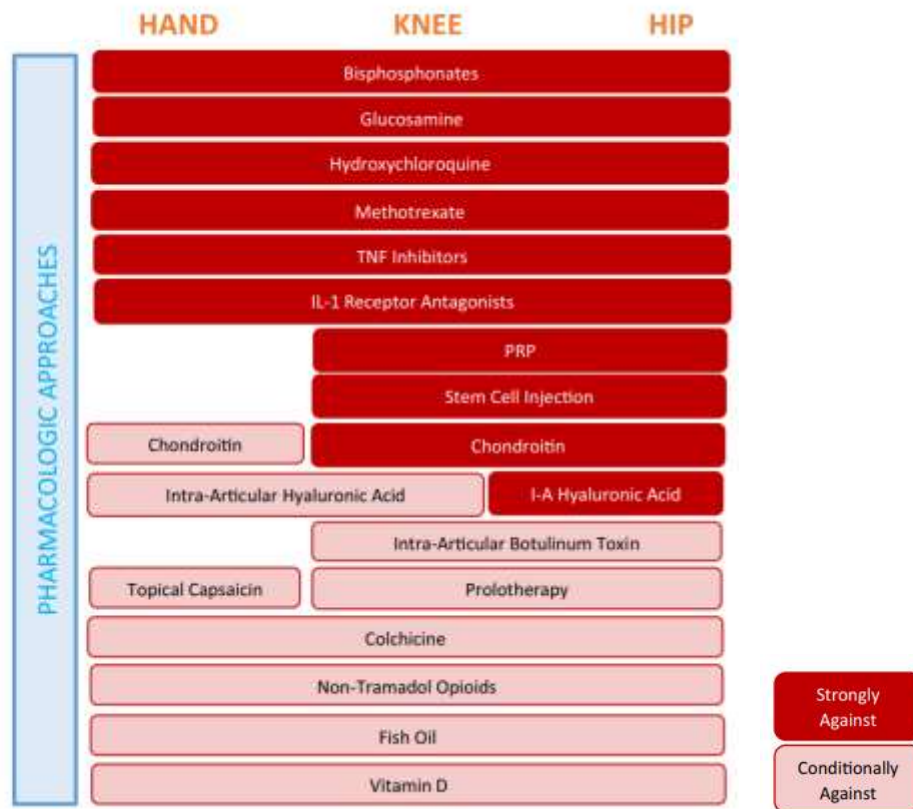 HAND KNEE HIP
PHARMACOLOGIC APPROACHES
Bisphosphonates
Glucosamine
Hydroxychloroquine
Methotrexate
TNF Inhibitors
IL-1 Receptor Antagonists
PRP
Stem Cell Injection
Chondroitin Chondroitin
Intra-Articular Hyaluronic Acid I-A Hyaluronic Acid
Intra-Articular Botulinum Toxin
Topical Capsaicin Prolotherapy
Colchicine
Non-Tramadol Opioids
Fish Oil
Vitamin D
Strongly
Against
Conditionally
Against